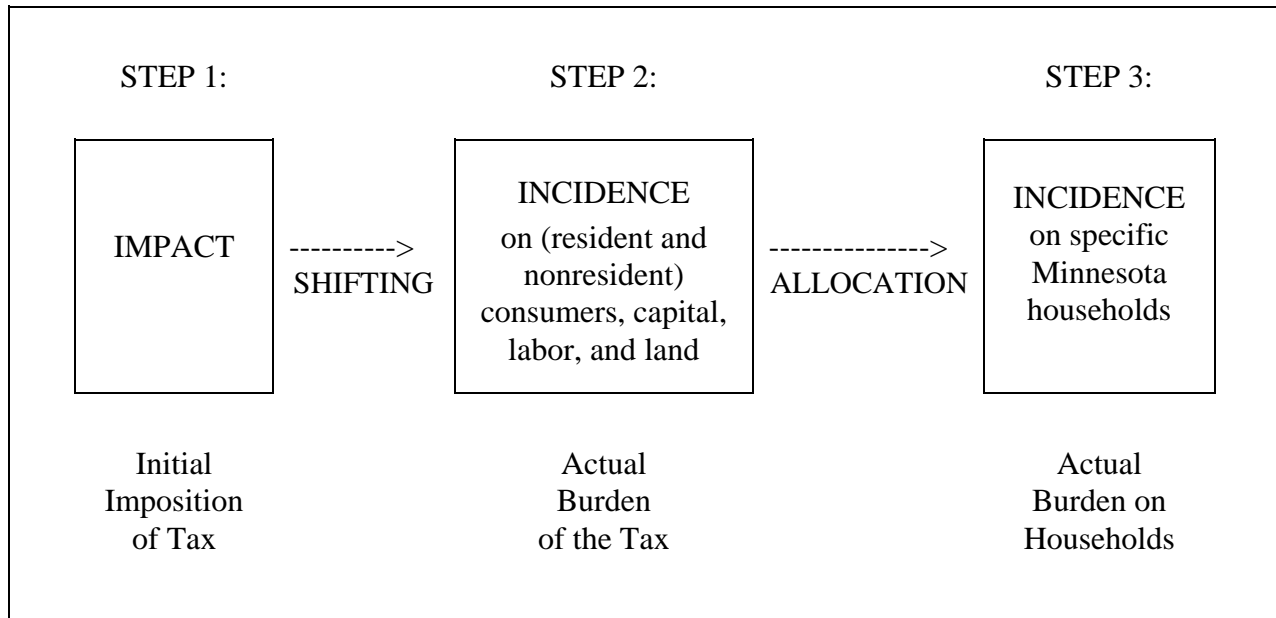 STEP 1:
STEP 2:
STEP 3:
IMPACT
---------->
SHIFTING
INCIDENCE
on (resident and
nonresident)
consumers, capital,
labor, and land
--------------->
ALLOCATION
INCIDENCE
on specific
Minnesota
households
Initial
Imposition
of Tax
Actual
Burden
of the Tax
Actual
Burden on
Households